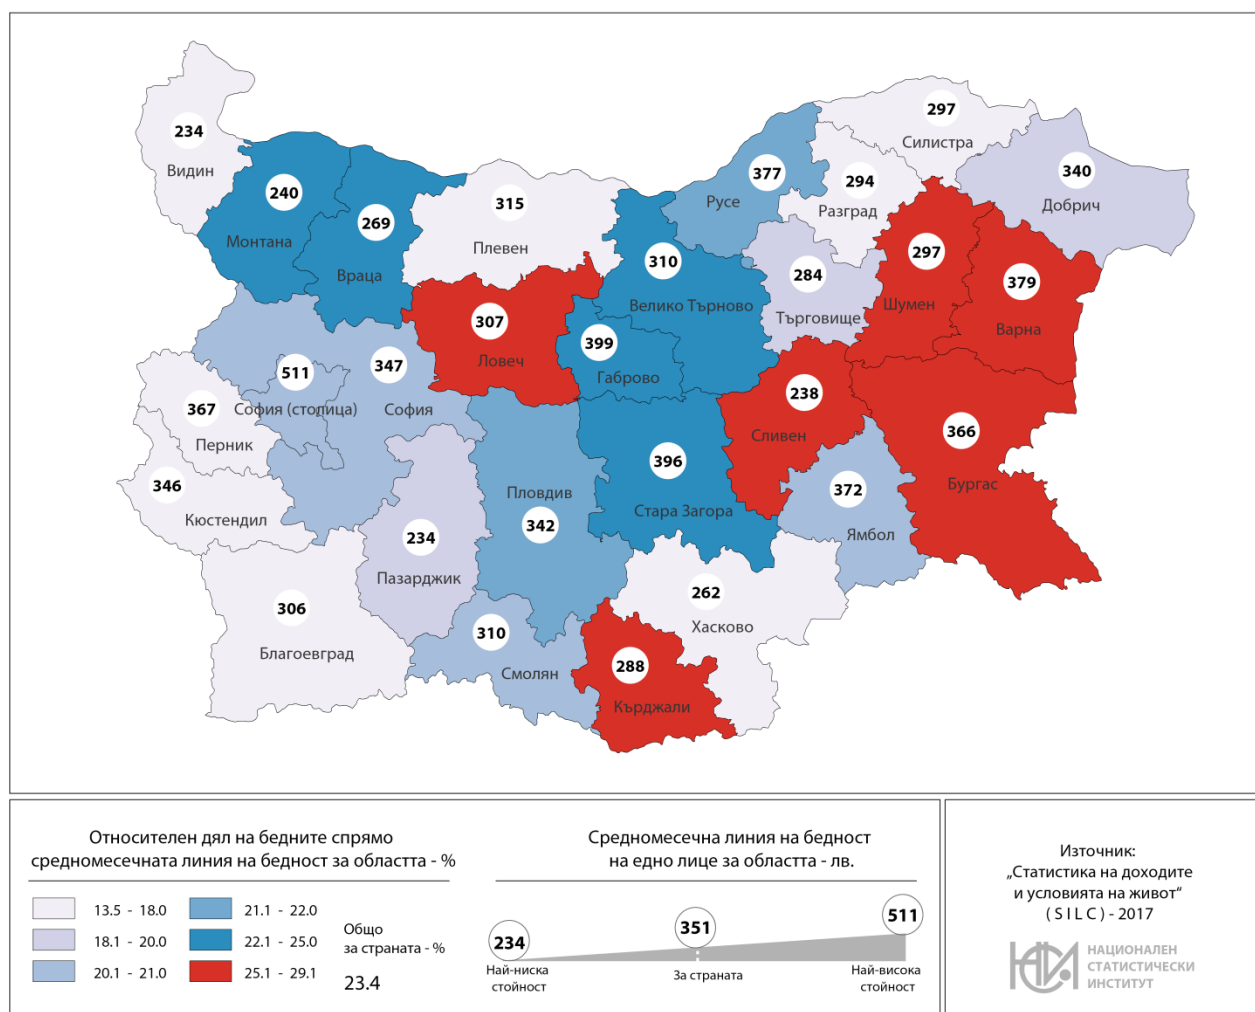 234
Видин
240
Монтана
269
Враца
315
Плевен
377
Русе
297
Силистра
294
Разград
340
Добрич
310
Велико Търново
284
Търговище
297
Шумен
379
Варна
307
Ловеч
399
Габрово
511
София (столица)
347
София
367
Перник
346
Кюстендил
238
Сливен
366
Бургас
396
Стара Загора
372
Ямбол
Пловдив
342
234
Пазарджик
306
Благоевград
310
Смолян
262
Хасково
288
Кърджали
Относителен дял на бедните спрямо
средномесечната линия на бедност за областта - %
13.5 - 18.0
18.1 - 20.0
20.1 - 21.0
21.1 - 22.0
22.1 - 25.0
25.1 - 29.1
Общо
за страната - %
23.4
Средномесечна линия на бедност
на едно лице за областта - лв.
234
351
511
Най-ниска
стойност
За страната
Най-висока
стойност
Източник:
„Статистика на доходите
и условията на живот“
( S I L C ) - 2017
НСИ
НАЦИОНАЛЕН
СТАТИСТИЧЕСКИ
ИНСТИТУТ